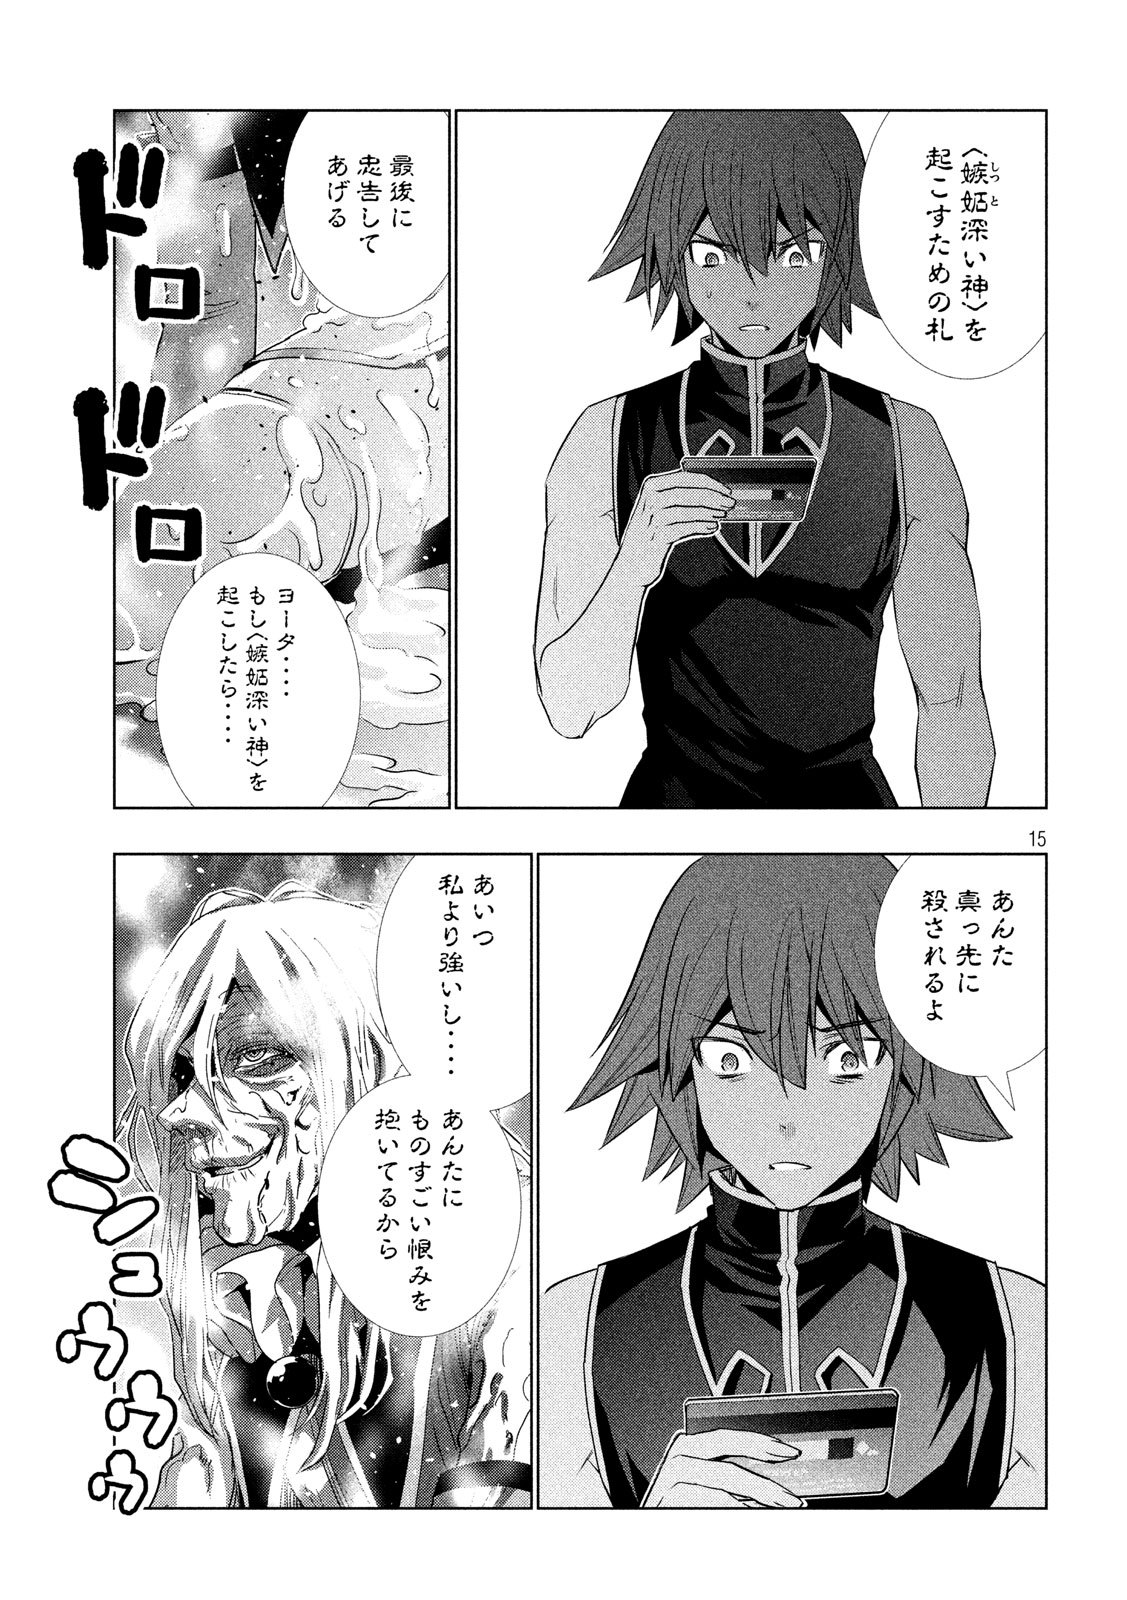 〈嫉妬深い神〉を
しっと
起こすための札
最後に
忠告して
あげる
ドロ
ドロ
ヨータ‥‥
もし〈嫉妬深い神〉を
起こしたら‥‥
15
あんた
真っ先に
殺されるよ
あいつ
私より強いし‥‥
あんたに
ものすごい恨みを
抱いてるから
シュウウウウ